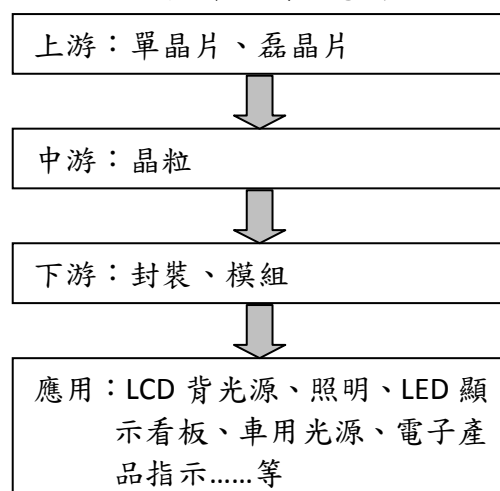 上游：單晶片、磊晶片
中游：晶粒
下游：封裝、模組
應用：LCD 背光源、照明、LED 顯
示看板、車用光源、電子產
品指示......等